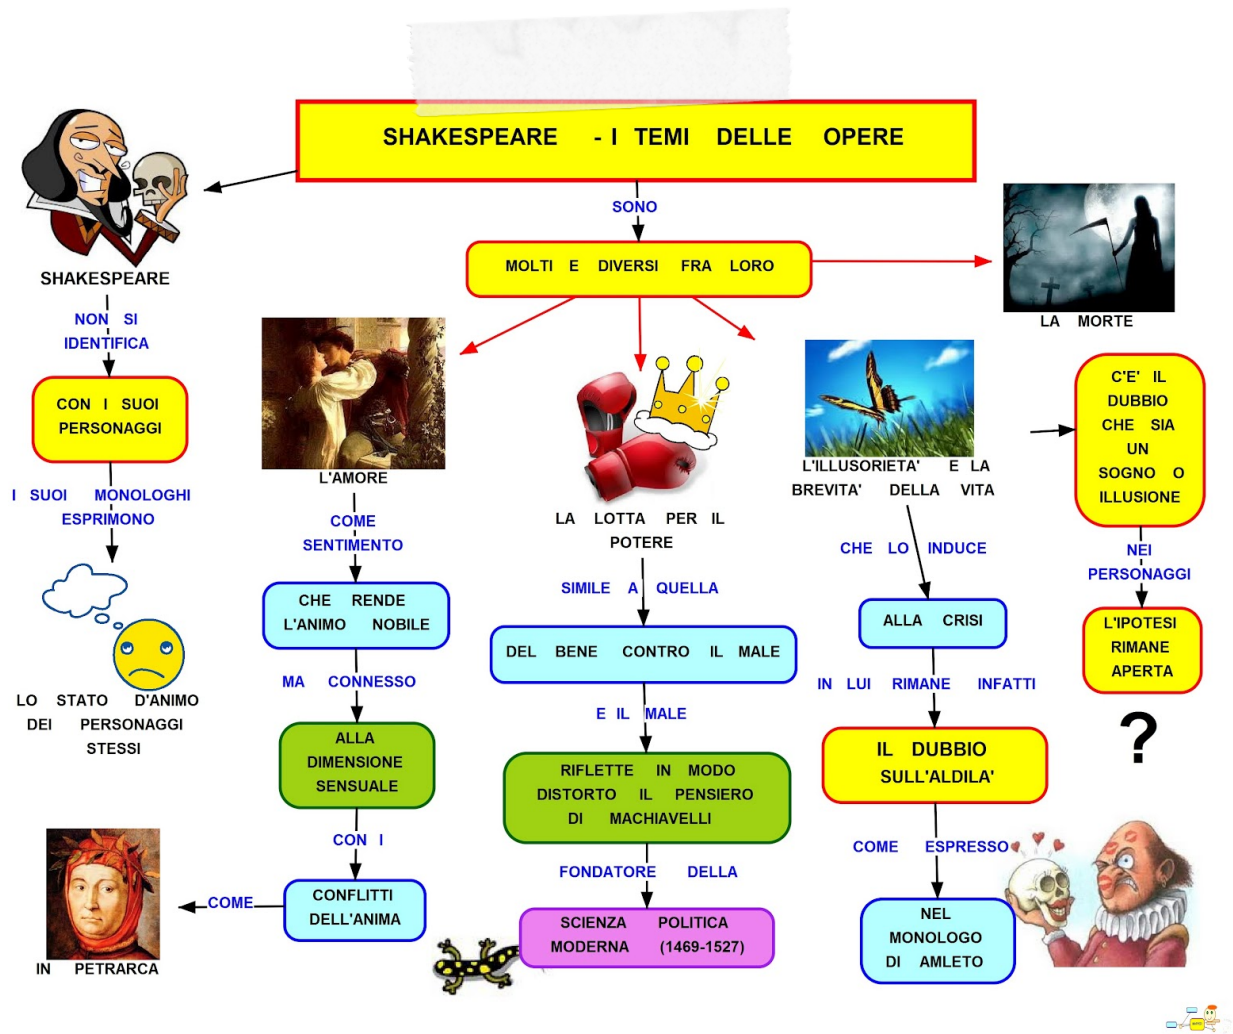 SHAKESPEARE - I TEMI DELLE OPERE
SONO
MOLTI E DIVERSI FRA LORO
SHAKESPEARE
NON SI
IDENTIFICA
CON I SUOI
PERSONAGGI
I SUOI MONOLOGHI
ESPRIMONO
LO STATO D'ANIMO
DEI PERSONAGGI
STESSI
L'AMORE
COME
SENTIMENTO
CHE RENDE
L'ANIMO NOBILE
MA CONNESSO
ALLA
DIMENSIONE
SENSUALE
CON I
CONFLITTI
DELL'ANIMA
COME
IN PETRARCA
LA LOTTA PER IL
POTERE
SIMILE A QUELLA
DEL BENE CONTRO IL MALE
E IL MALE
RIFLETTE IN MODO
DISTORTO IL PENSIERO
DI MACHIAVELLI
FONDATORE DELLA
SCIENZA POLITICA
MODERNA (1469-1527)
L'ILLUSORIETA' E LA
BREVITA' DELLA VITA
CHE LO INDUCE
ALLA CRISI
IN LUI RIMANE INFATTI
IL DUBBIO
SULL'ALDILA'
COME ESPRESSO
NEL
MONOLOGO
DI AMLETO
LA MORTE
C'E' IL
DUBBIO
CHE SIA
UN
SOGNO O
ILLUSIONE
NEI
PERSONAGGI
L'IPOTESI
RIMANE
APERTA
?